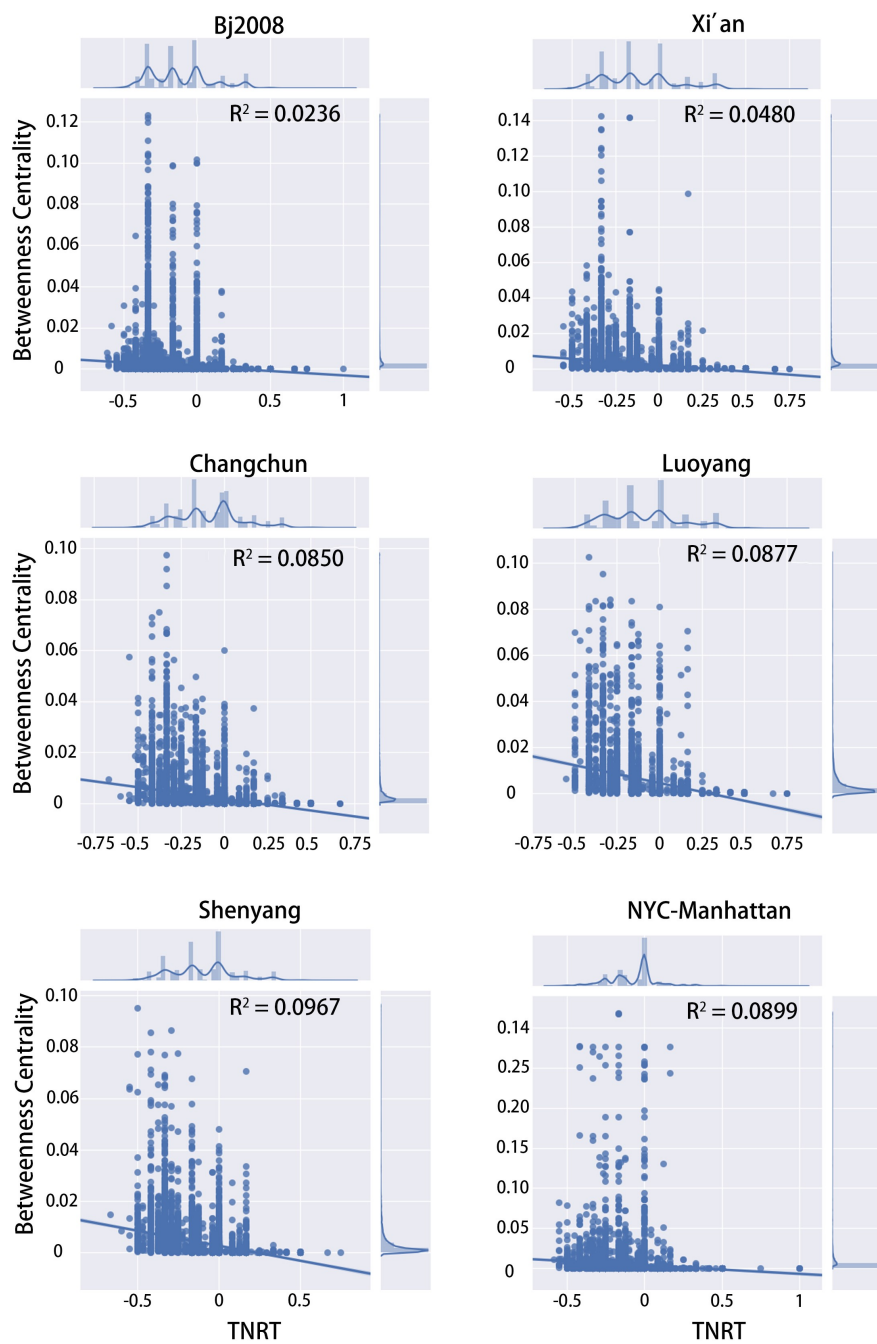 Bj2008
R² = 0.0236
Betweenness Centrality
0.12
0.10
0.08
0.06
0.04
0.02
0
-0.5 0 0.5 1
Xi´an
R² = 0.0480
0.14
0.12
0.14
0.10
0.08
0.06
0.04
0.02
0
-0.5 -0.25 0 0.25 0.5 0.75
Changchun
R² = 0.0850
Betweenness Centrality
0.10
0.08
0.06
0.04
0.02
0
-0.75 -0.5 -0.25 0 0.25 0.5 0.75
Luoyang
R² = 0.0877
0.10
0.08
0.06
0.04
0.02
0
-0.75 -0.5 -0.25 0 0.25 0.5 0.75
Shenyang
R² = 0.0967
Betweenness Centrality
0.10
0.08
0.06
0.04
0.02
0
-0.5 0 0.5
TNRT
NYC-Manhattan
R² = 0.0899
0.14
0.25
0.20
0.15
0.10
0.05
0
-0.5 0 0.5 1
TNRT